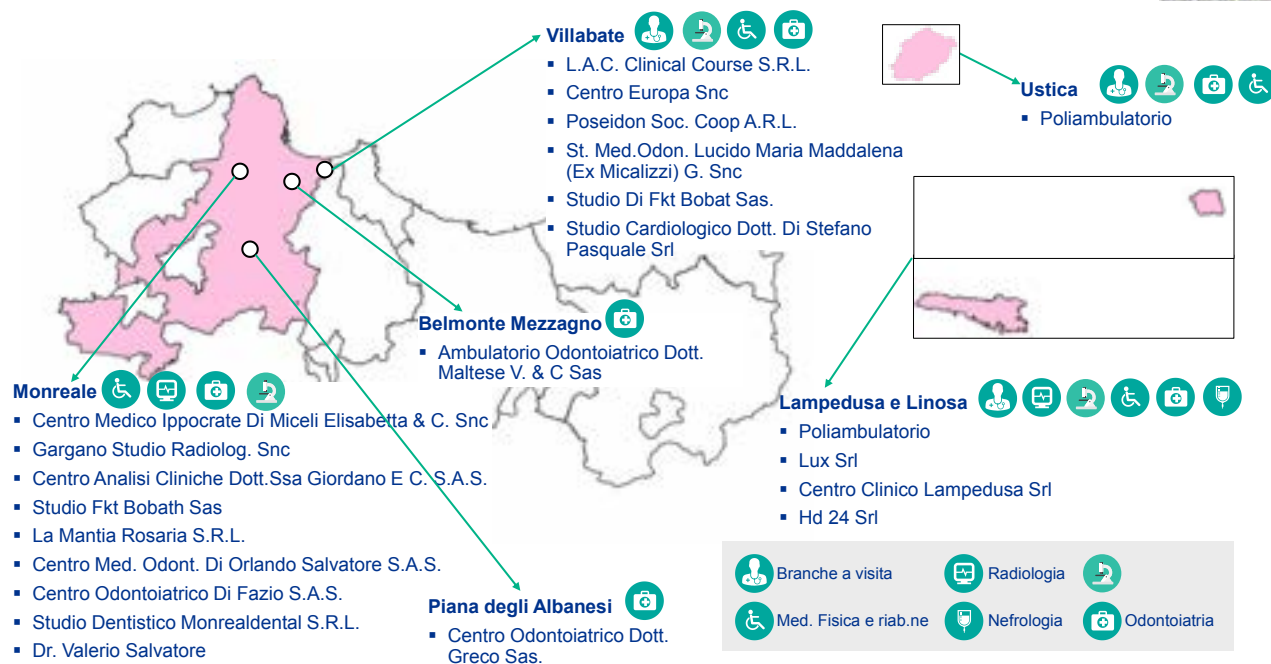 Villabate
▪ L.A.C. Clinical Course S.R.L.
▪ Centro Europa Snc
▪ Poseidon Soc. Coop A.R.L.
▪ St. Med.Odon. Lucido Maria Maddalena
(Ex Micalizzi) G. Snc
▪ Studio Di Fkt Bobat Sas.
▪ Studio Cardiologico Dott. Di Stefano
Pasquale Srl
Ustica
▪ Poliambulatorio
Belmonte Mezzagno
▪ Ambulatorio Odontoiatrico Dott.
Maltese V. & C Sas
Monreale
▪ Centro Medico Ippocrate Di Miceli Elisabetta & C. Snc
▪ Gargano Studio Radiolog. Snc
▪ Centro Analisi Cliniche Dott.Ssa Giordano E C. S.A.S.
▪ Studio Fkt Bobath Sas
▪ La Mantia Rosaria S.R.L.
▪ Centro Med. Odont. Di Orlando Salvatore S.A.S.
▪ Centro Odontoiatrico Di Fazio S.A.S.
▪ Studio Dentistico Monrealdental S.R.L.
▪ Dr. Valerio Salvatore
Piana degli Albanesi
▪ Centro Odontoiatrico Dott.
Greco Sas.
Lampedusa e Linosa
▪ Poliambulatorio
▪ Lux Srl
▪ Centro Clinico Lampedusa Srl
▪ Hd 24 Srl
Branche a visita
Radiologia
Med. Fisica e riab.ne
Nefrologia
Odontoiatria